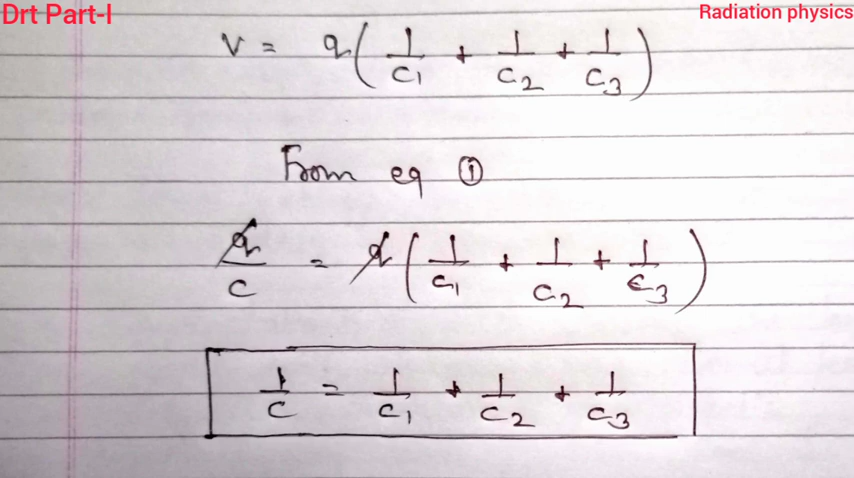 Drt Part-I
Radiation physics
V = q(1/C1 + 1/C2 + 1/C3)
From eq ①
q/C = q(1/C1 + 1/C2 + 1/C3)
1/C = 1/C1 + 1/C2 + 1/C3